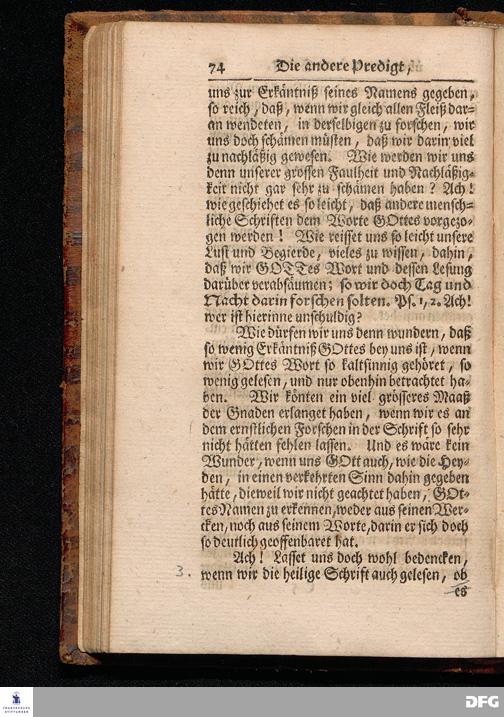 74 Die andere Predigt,
uns zur Erkäntniß seines Namens gegeben,
so reich, daß, wenn wir gleich allen Fleiß dar-
an wendeten, in derselbigen zu forschen, wir
uns doch schämen müsten, daß wir darin viel
zu nachläßig gewesen. Wie werden wir uns
denn unserer grossen Faulheit und Nachläßig-
keit nicht gar sehr zu schämen haben? Ach!
wie geschiehet es so leicht, daß andere mensch-
liche Schriften dem Worte GOttes vorgezo-
gen werden! Wie reisset uns so leicht unsere
Lust und Begierde, vieles zu wissen, dahin,
daß wir GOTTes Wort und dessen Lesung
darüber verabsäumen; so wir doch Tag und
Nacht darin forschen solten. Ps. 1, 2. Ach!
wer ist hierinne unschuldig?
Wie dürfen wir uns denn wundern, daß
so wenig Erkäntniß GOttes bey uns ist, wenn
wir GOttes Wort so kaltsinnig gehöret, so
wenig gelesen, und nur obenhin betrachtet ha-
ben. Wir könten ein viel grösseres Maaß
der Gnaden erlanget haben, wenn wir es an
dem ernstlichen Forschen in der Schrift so sehr
nicht hätten fehlen lassen. Und es wäre kein
Wunder, wenn uns GOtt auch, wie die Hey-
den, in einen verkehrten Sinn dahin gegeben
hätte, dieweil wir nicht geachtet haben, GOt-
tes Namen zu erkennen, weder aus seinen Wer-
cken, noch aus seinem Worte, darin er sich doch
so deutlich geoffenbaret hat.
Ach! Lasset uns doch wohl bedencken,
3. wenn wir die heilige Schrift auch gelesen, ob
es
FRANCKESCHE
STIFTUNGEN
DFG